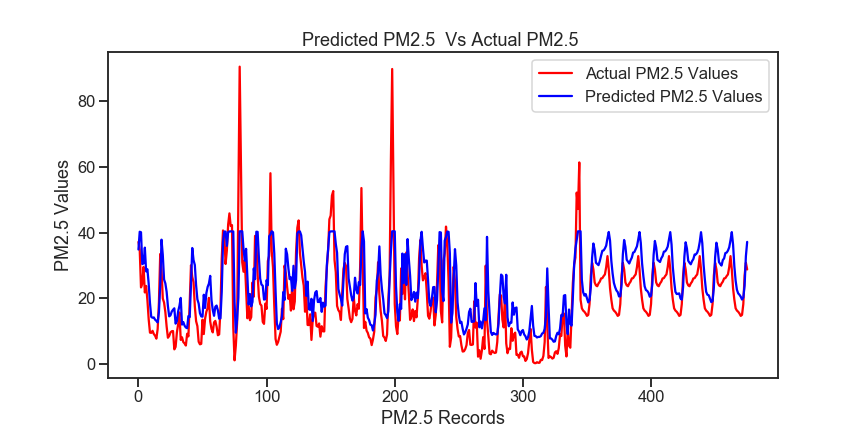 Predicted PM2.5  Vs Actual PM2.5
Actual PM2.5 Values
Predicted PM2.5 Values
PM2.5 Values
80
60
40
20
0
0 100 200 300 400
PM2.5 Records